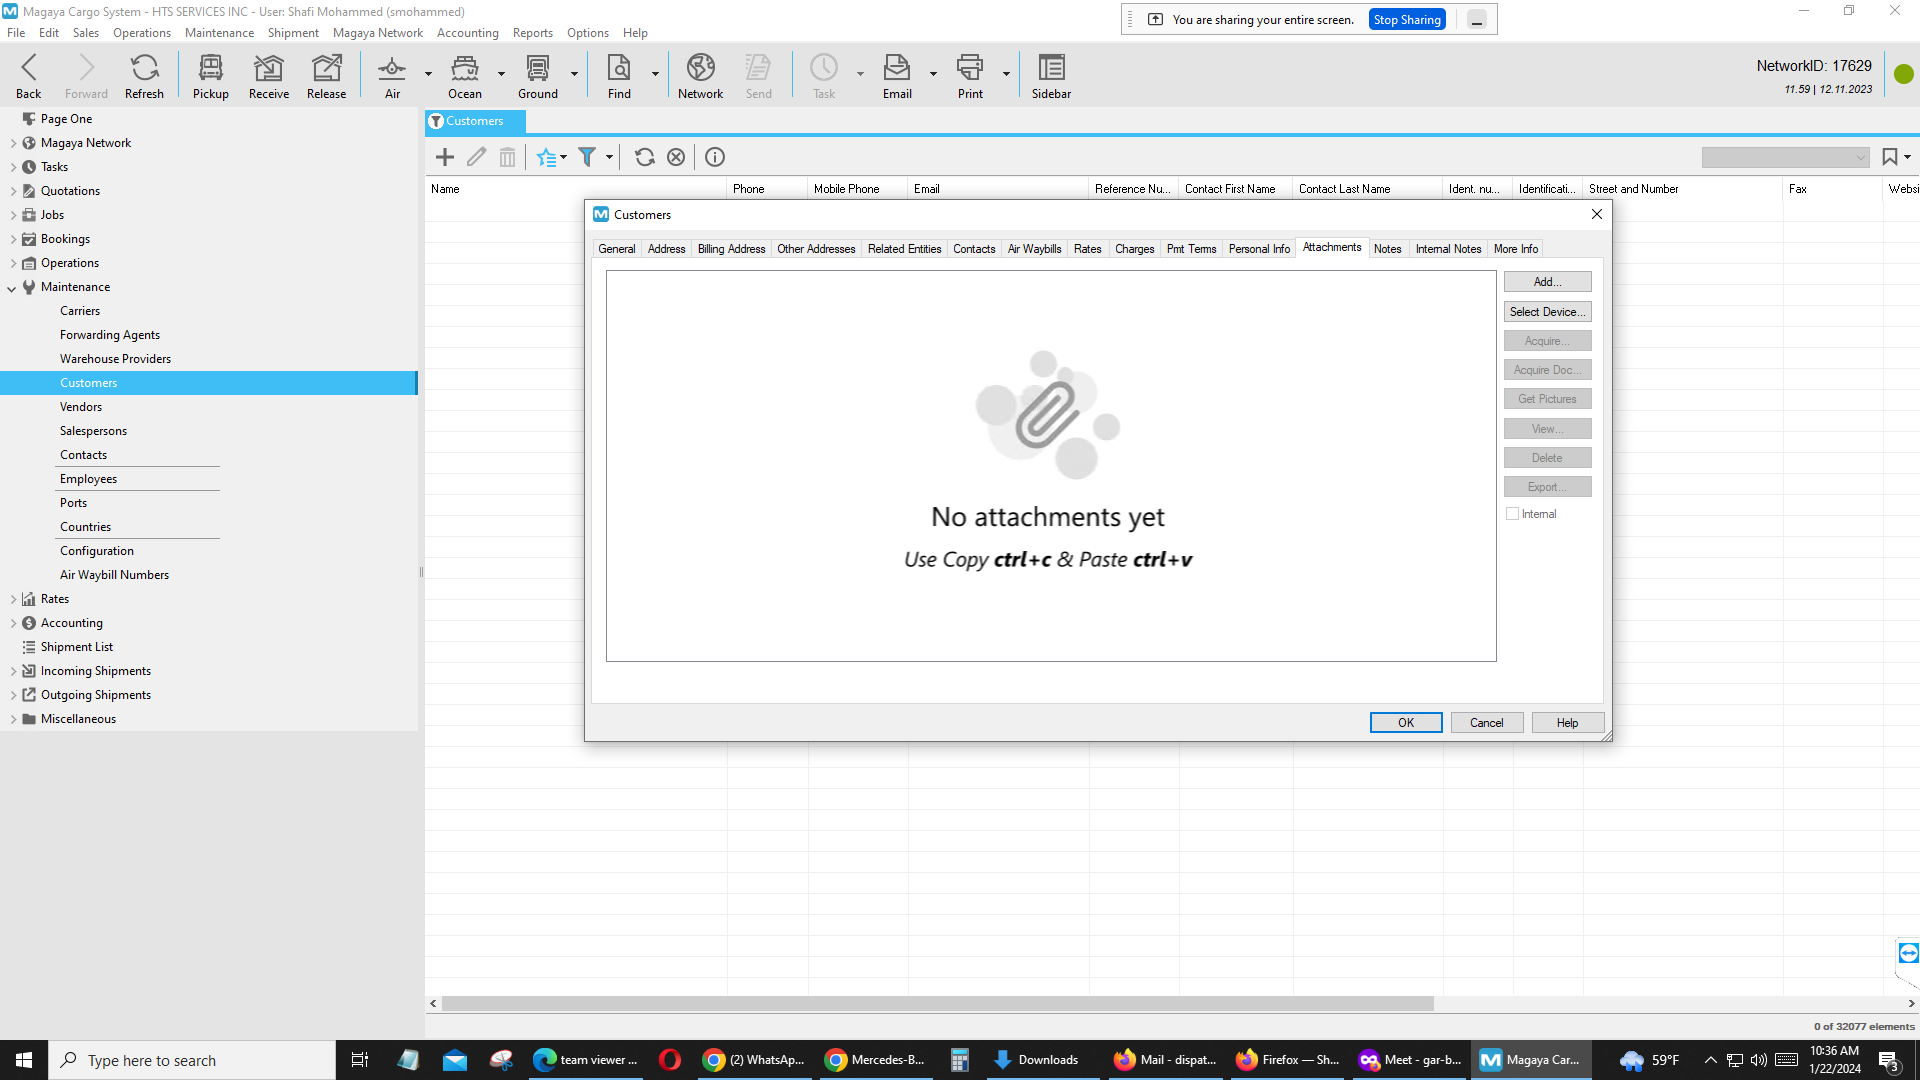 Magaya Cargo System - HTS SERVICES INC - User: Shafi Mohammed (smohammed)
You are sharing your entire screen. Stop Sharing
File Edit Sales Operations Maintenance Shipment Magaya Network Accounting Reports Options Help
Back Forward Refresh Pickup Receive Release Air Ocean Ground Find Network Send Task Email Print Sidebar
NetworkID: 17629
11.59 | 12.11.2023
Page One
Magaya Network
Tasks
Quotations
Jobs
Bookings
Operations
Maintenance
Carriers
Forwarding Agents
Warehouse Providers
Customers
Vendors
Salespersons
Contacts
Employees
Ports
Countries
Configuration
Air Waybill Numbers
Rates
Accounting
Shipment List
Incoming Shipments
Outgoing Shipments
Miscellaneous
Customers
Name Phone Mobile Phone Email Reference Nu... Contact First Name Contact Last Name Ident. nu... Identificati... Street and Number Fax Websi
Customers
General Address Billing Address Other Addresses Related Entities Contacts Air Waybills Rates Charges Pmt Terms Personal Info Attachments Notes Internal Notes More Info
No attachments yet
Use Copy ctrl+c & Paste ctrl+v
Add...
Select Device...
Acquire...
Acquire Doc...
Get Pictures
View...
Delete
Export...
Internal
OK Cancel Help
0 of 32077 elements
Type here to search
team viewer ...
(2) WhatsAp...
Mercedes-B...
Downloads
Mail - dispat...
Firefox — Sh...
Meet - gar-b...
Magaya Car...
59°F
10:36 AM
1/22/2024
3